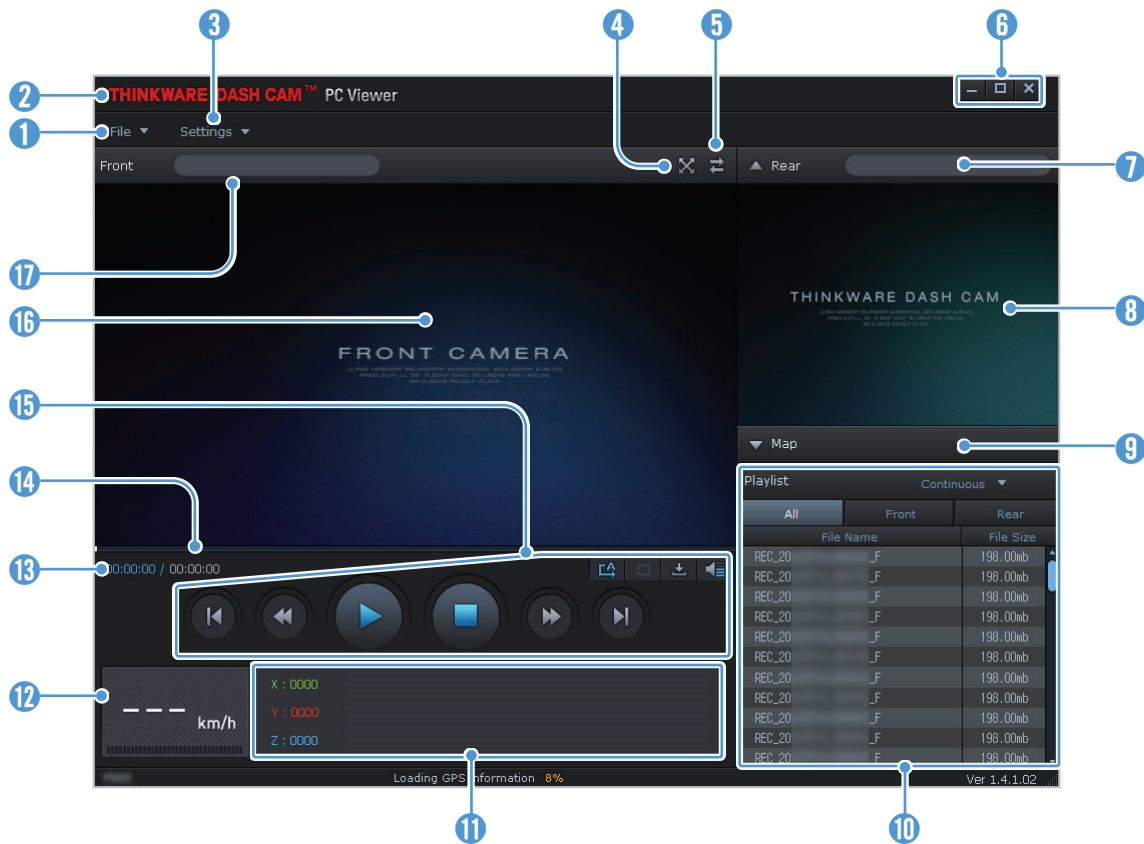 3
4
5
6
2
THINKWARE DASH CAM™ PC Viewer
1
File
Settings
Front
Rear
7
17
16
FRONT CAMERA
THINKWARE DASH CAM
8
15
Map
9
14
Playlist
Continuous
All
Front
Rear
File Name
File Size
13
00:00:00 / 00:00:00
REC_20 _F 198.00mb
REC_20 _F 198.00mb
REC_20 _F 198.00mb
REC_20 _F 198.00mb
REC_20 _F 198.00mb
REC_20 _F 198.00mb
REC_20 _F 198.00mb
REC_20 _F 198.00mb
REC_20 _F 198.00mb
REC_20 _F 198.00mb
REC_20 _F 198.00mb
12
--- km/h
X : 0000
Y : 0000
Z : 0000
Loading GPS Information 8%
Ver 1.4.1.02
11
10